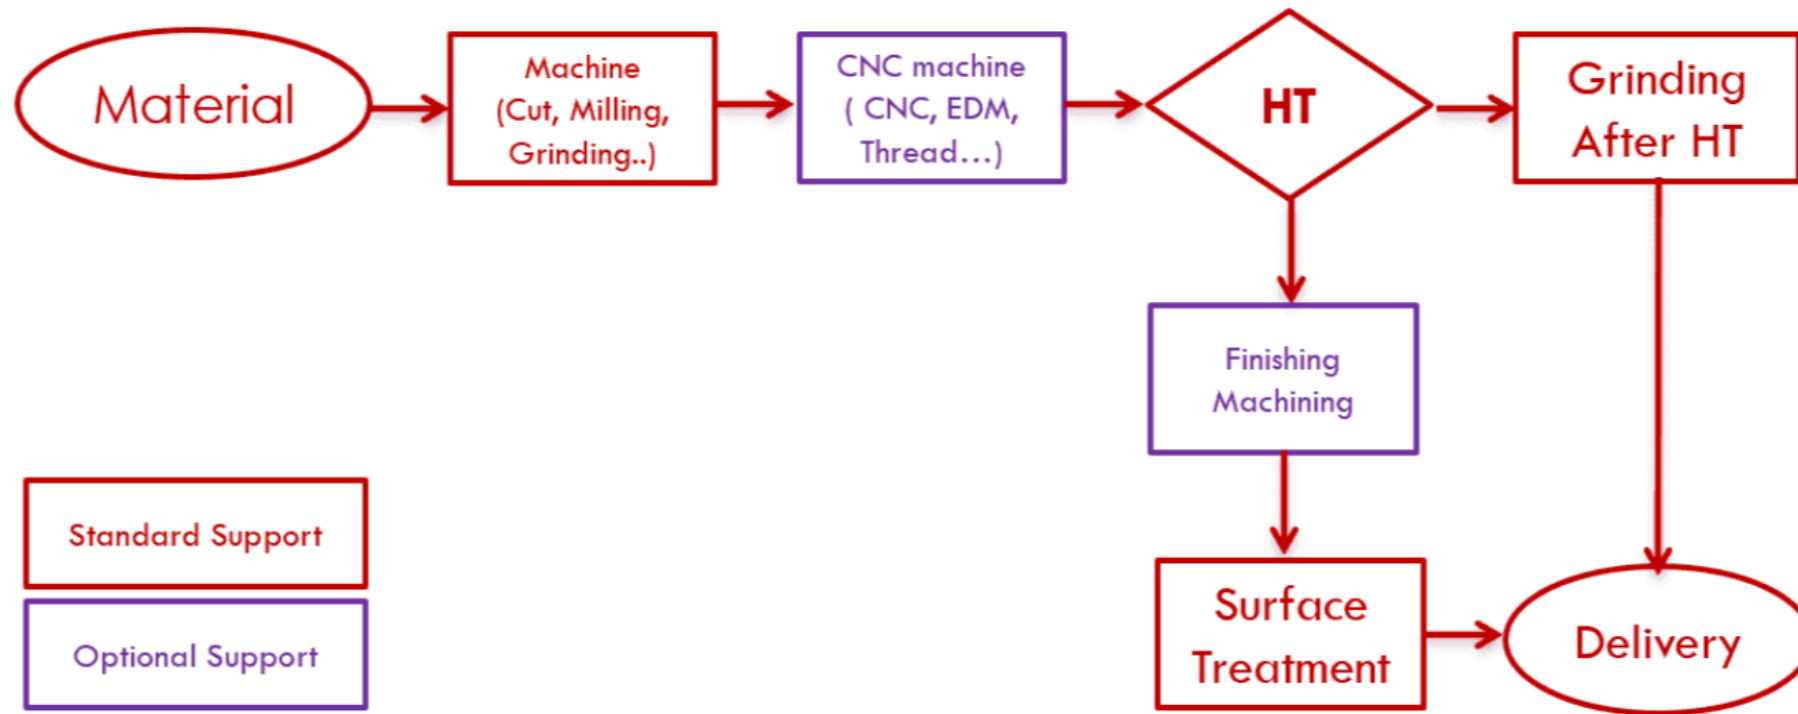 Material
Machine
(Cut, Milling,
Grinding..)
CNC machine
( CNC, EDM,
Thread...)
HT
Grinding
After HT
Finishing
Machining
Standard Support
Optional Support
Surface
Treatment
Delivery